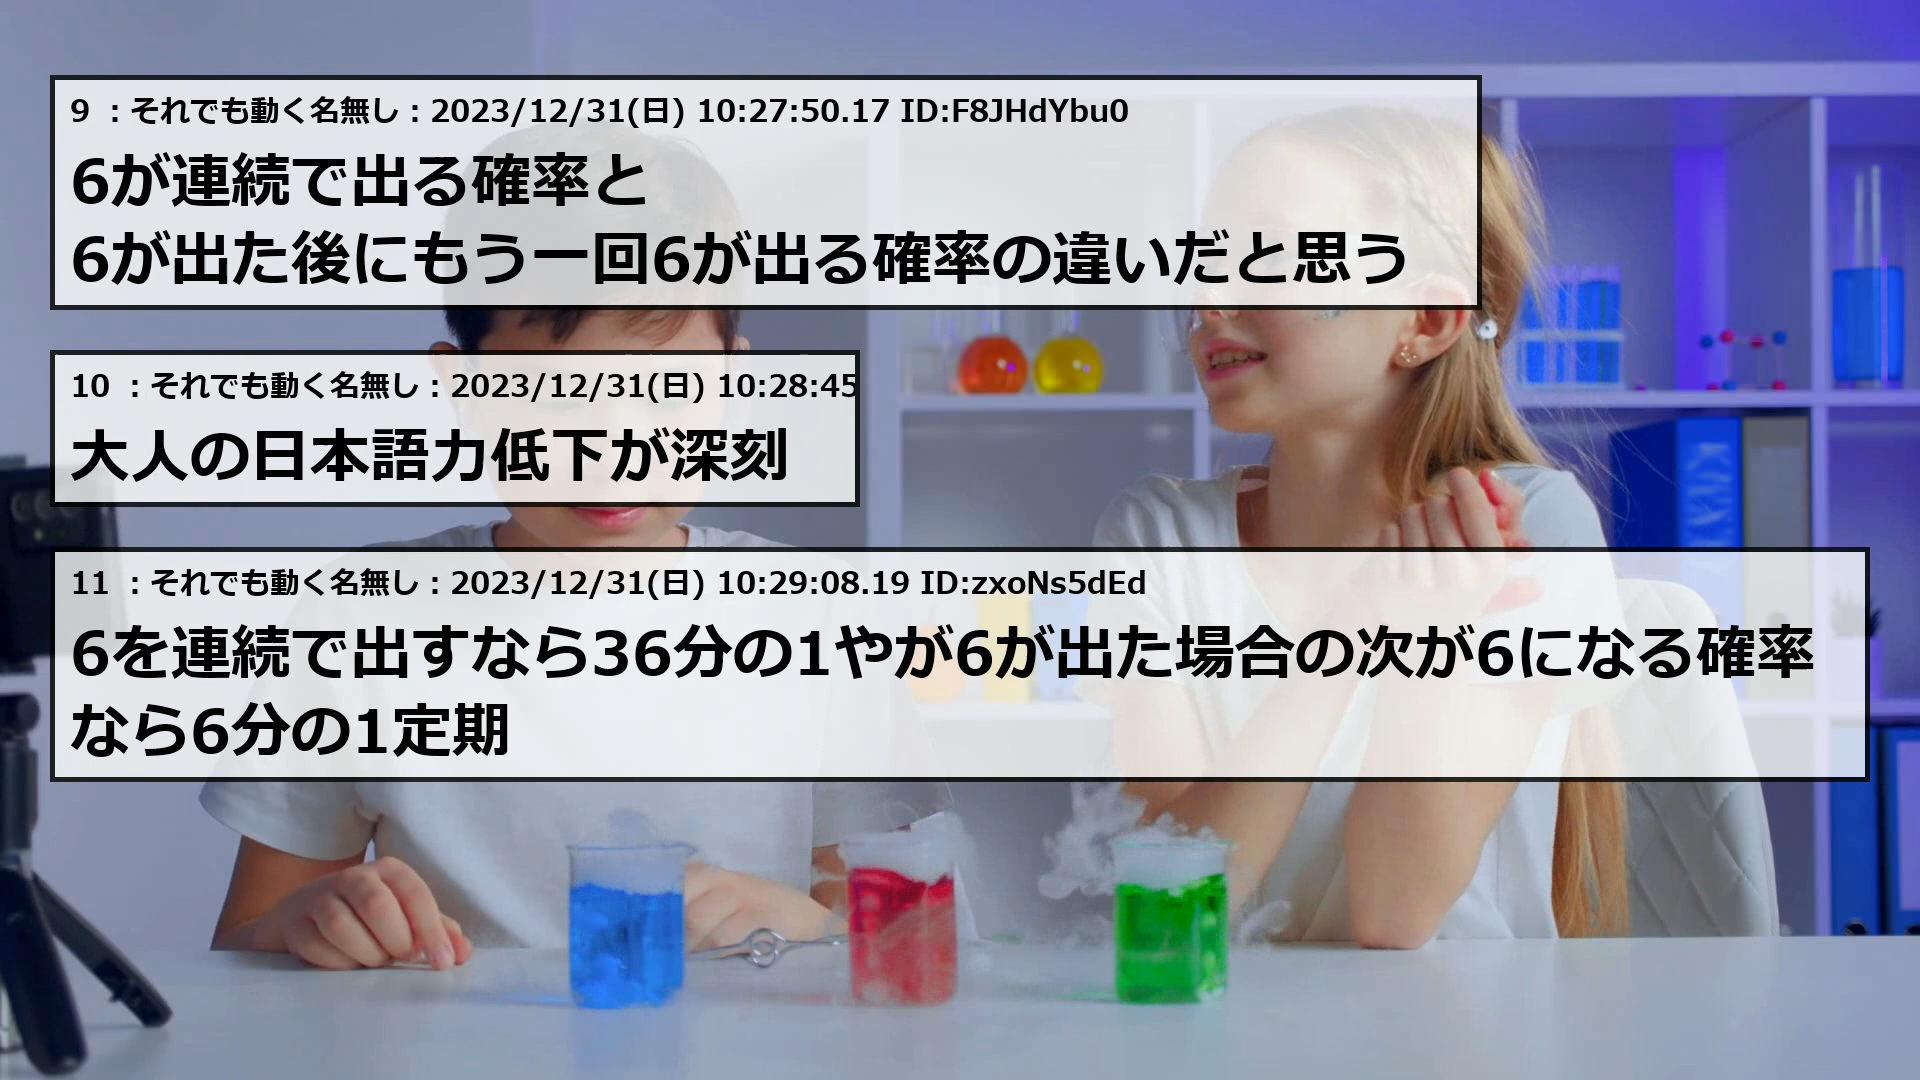 9 ：それでも動く名無し：2023/12/31(日) 10:27:50.17 ID:F8JHdYbu0
6が連続で出る確率と
6が出た後にもう一回6が出る確率の違いだと思う
10 ：それでも動く名無し：2023/12/31(日) 10:28:45
大人の日本語力低下が深刻
11 ：それでも動く名無し：2023/12/31(日) 10:29:08.19 ID:zxoNs5dEd
6を連続で出すなら36分の1やが6が出た場合の次が6になる確率
なら6分の1定期